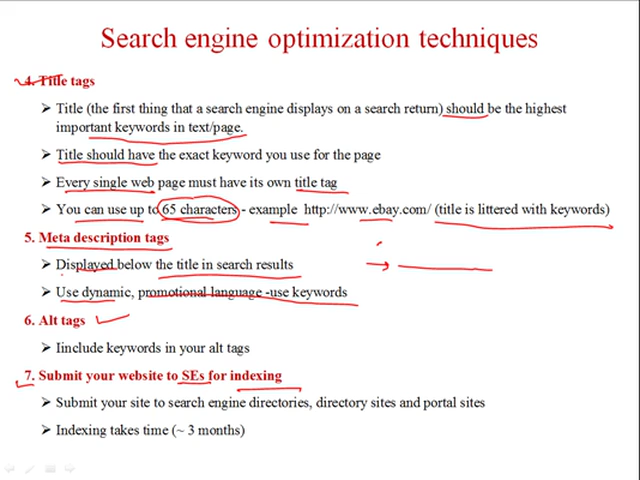 Search engine optimization techniques
4. Title tags
➢ Title (the first thing that a search engine displays on a search return) should be the highest
important keywords in text/page.
➢ Title should have the exact keyword you use for the page
➢ Every single web page must have its own title tag
➢ You can use up to 65 characters - example http://www.ebay.com/ (title is littered with keywords)
5. Meta description tags
➢ Displayed below the title in search results
➢ Use dynamic, promotional language -use keywords
6. Alt tags
➢ Iinclude keywords in your alt tags
7. Submit your website to SEs for indexing
➢ Submit your site to search engine directories, directory sites and portal sites
➢ Indexing takes time (~ 3 months)